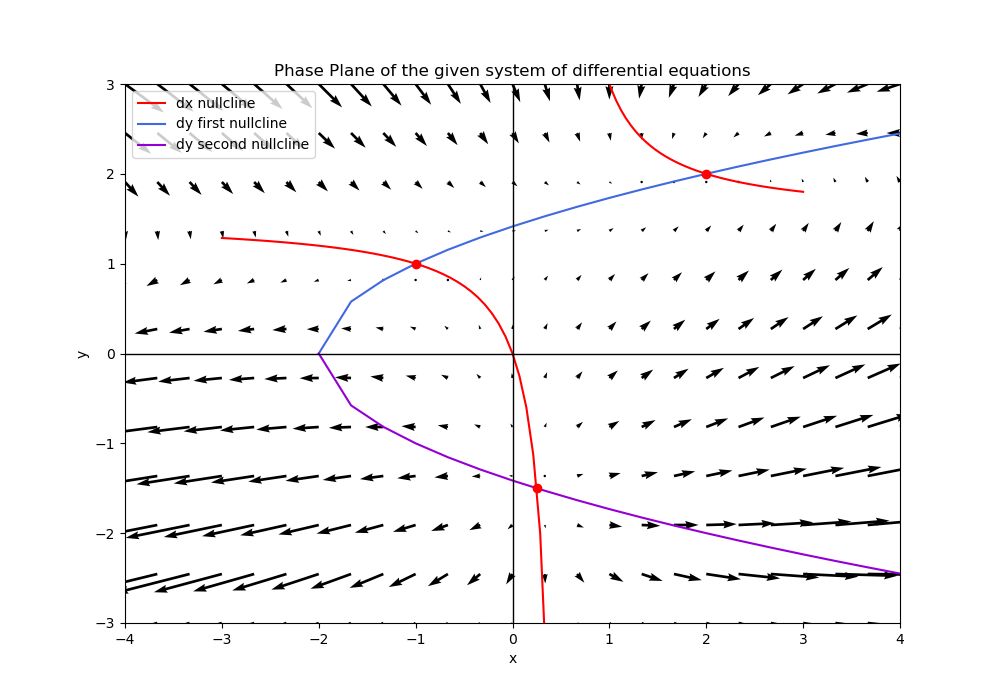 Phase Plane of the given system of differential equations
dx nullcline
dy first nullcline
dy second nullcline
3
2
1
0
−1
−2
−3
y
−4 −3 −2 −1 0 1 2 3 4
x